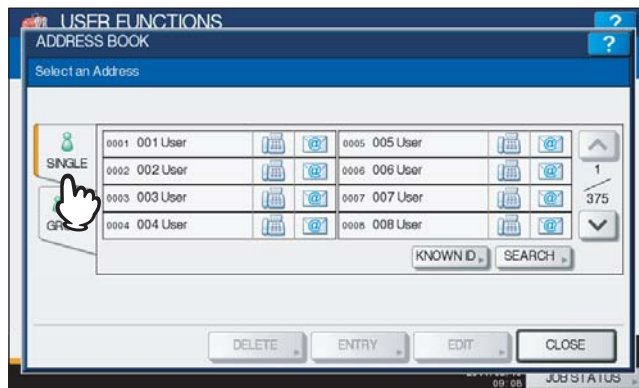 USER FUNCTIONS ?
ADDRESS BOOK ?
Select an Address
SINGLE
0001 001 User @ 0005 005 User @
0002 002 User @ 0006 006 User @
0003 003 User @ 0007 007 User @
0004 004 User @ 0008 008 User @
1
375
KNOWN ID SEARCH
DELETE ENTRY EDIT CLOSE
09:08 JOB STATUS